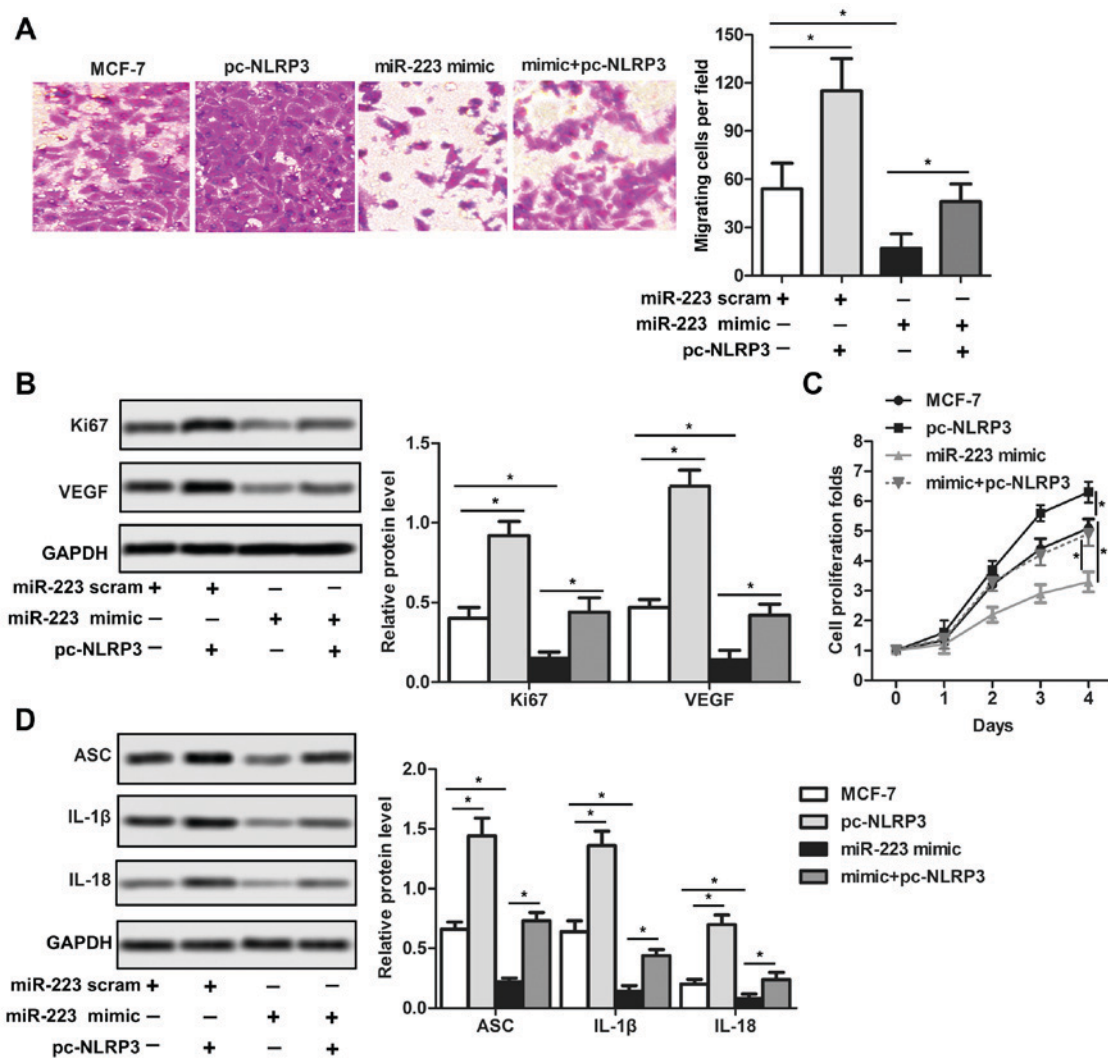 A
MCF-7 pc-NLRP3 miR-223 mimic mimic+pc-NLRP3
Migrating cells per field
150
120
90
60
30
0
* * *
miR-223 scram + + – –
miR-223 mimic – – + +
pc-NLRP3 – + – +
B
Ki67
VEGF
GAPDH
miR-223 scram + + – –
miR-223 mimic – – + +
pc-NLRP3 – + – +
Relative protein level
1.5
1.0
0.5
0.0
* * * * * *
Ki67 VEGF
C
MCF-7
pc-NLRP3
miR-223 mimic
mimic+pc-NLRP3
Cell proliferation folds
8
7
6
5
4
3
2
1
0 1 2 3 4
* * *
Days
D
ASC
IL-1β
IL-18
GAPDH
miR-223 scram + + – –
miR-223 mimic – – + +
pc-NLRP3 – + – +
Relative protein level
2.0
1.5
1.0
0.5
0.0
* * * * * * * * *
ASC IL-1β IL-18
MCF-7
pc-NLRP3
miR-223 mimic
mimic+pc-NLRP3